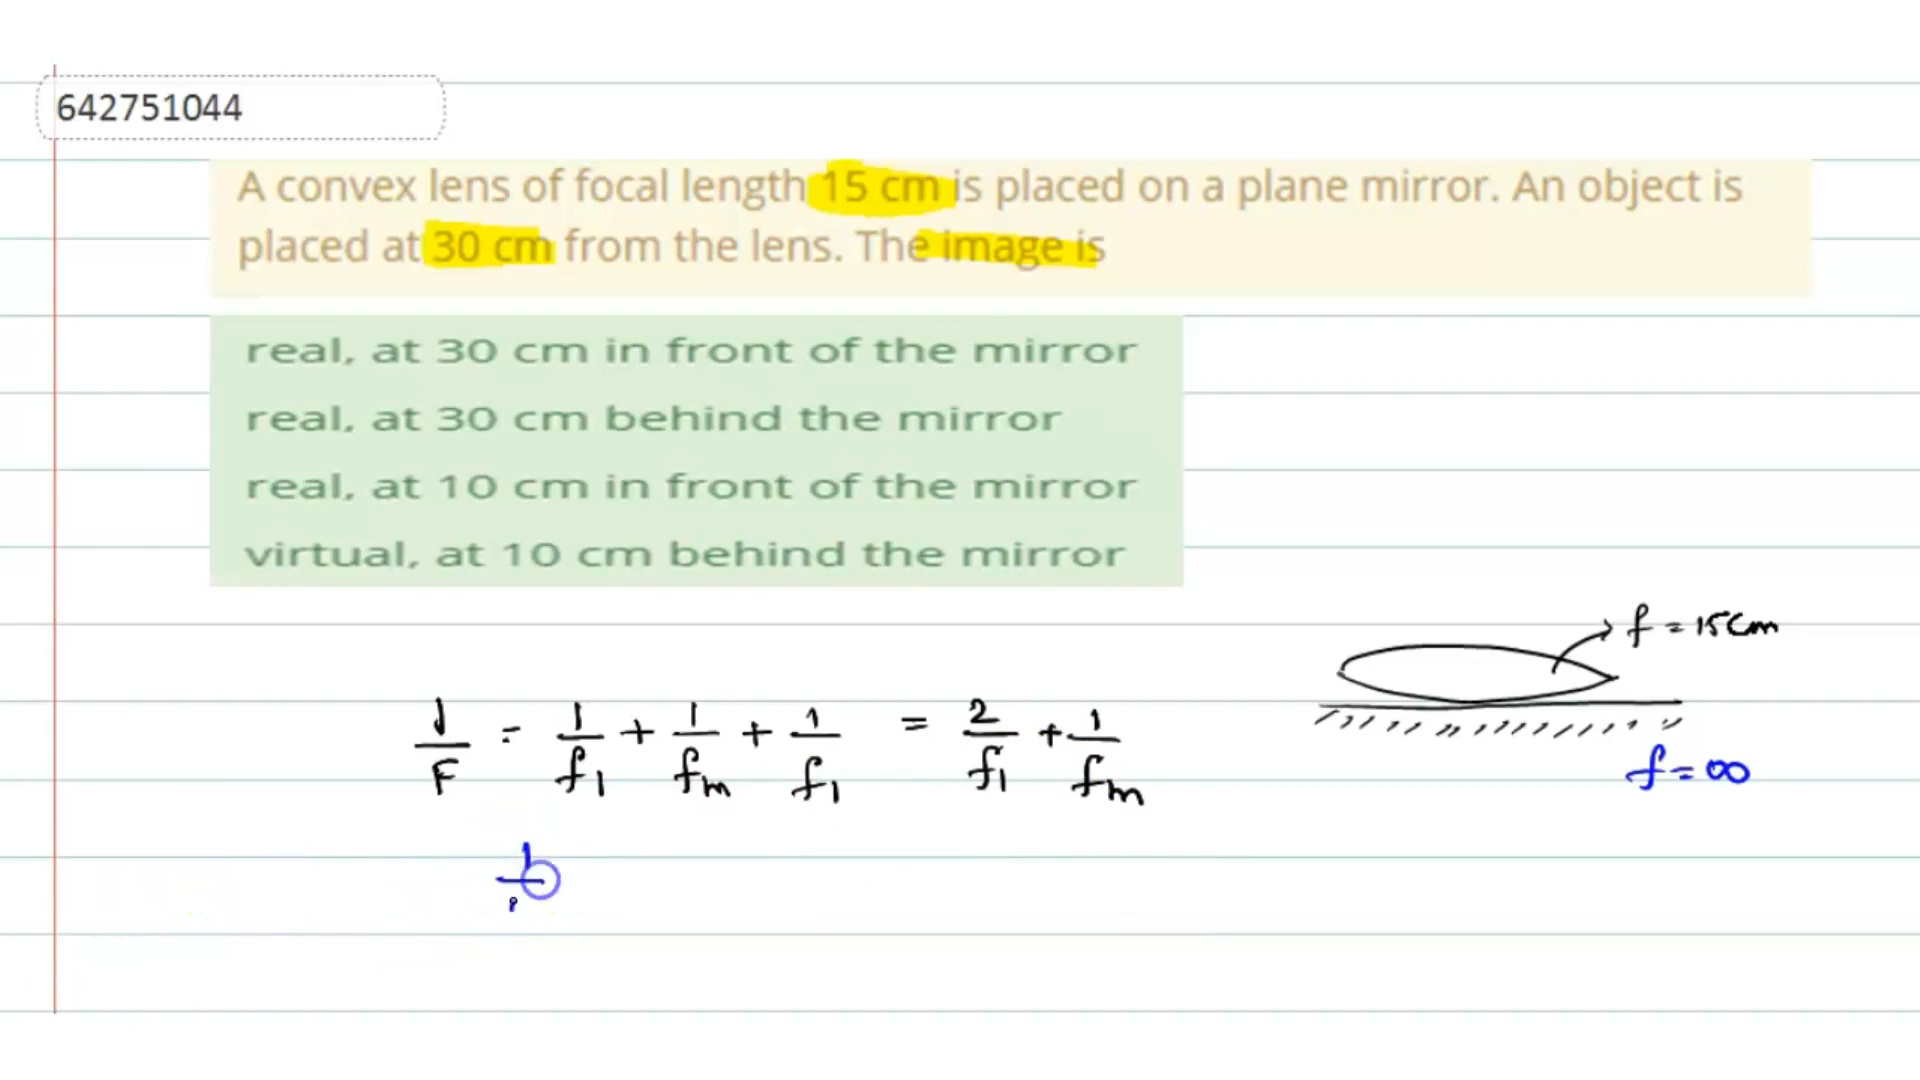 642751044
A convex lens of focal length 15 cm is placed on a plane mirror. An object is
placed at 30 cm from the lens. The image is
real, at 30 cm in front of the mirror
real, at 30 cm behind the mirror
real, at 10 cm in front of the mirror
virtual, at 10 cm behind the mirror
f = 15cm
1/F = 1/f1 + 1/fm + 1/f1 = 2/f1 + 1/fm
f = ∞
1